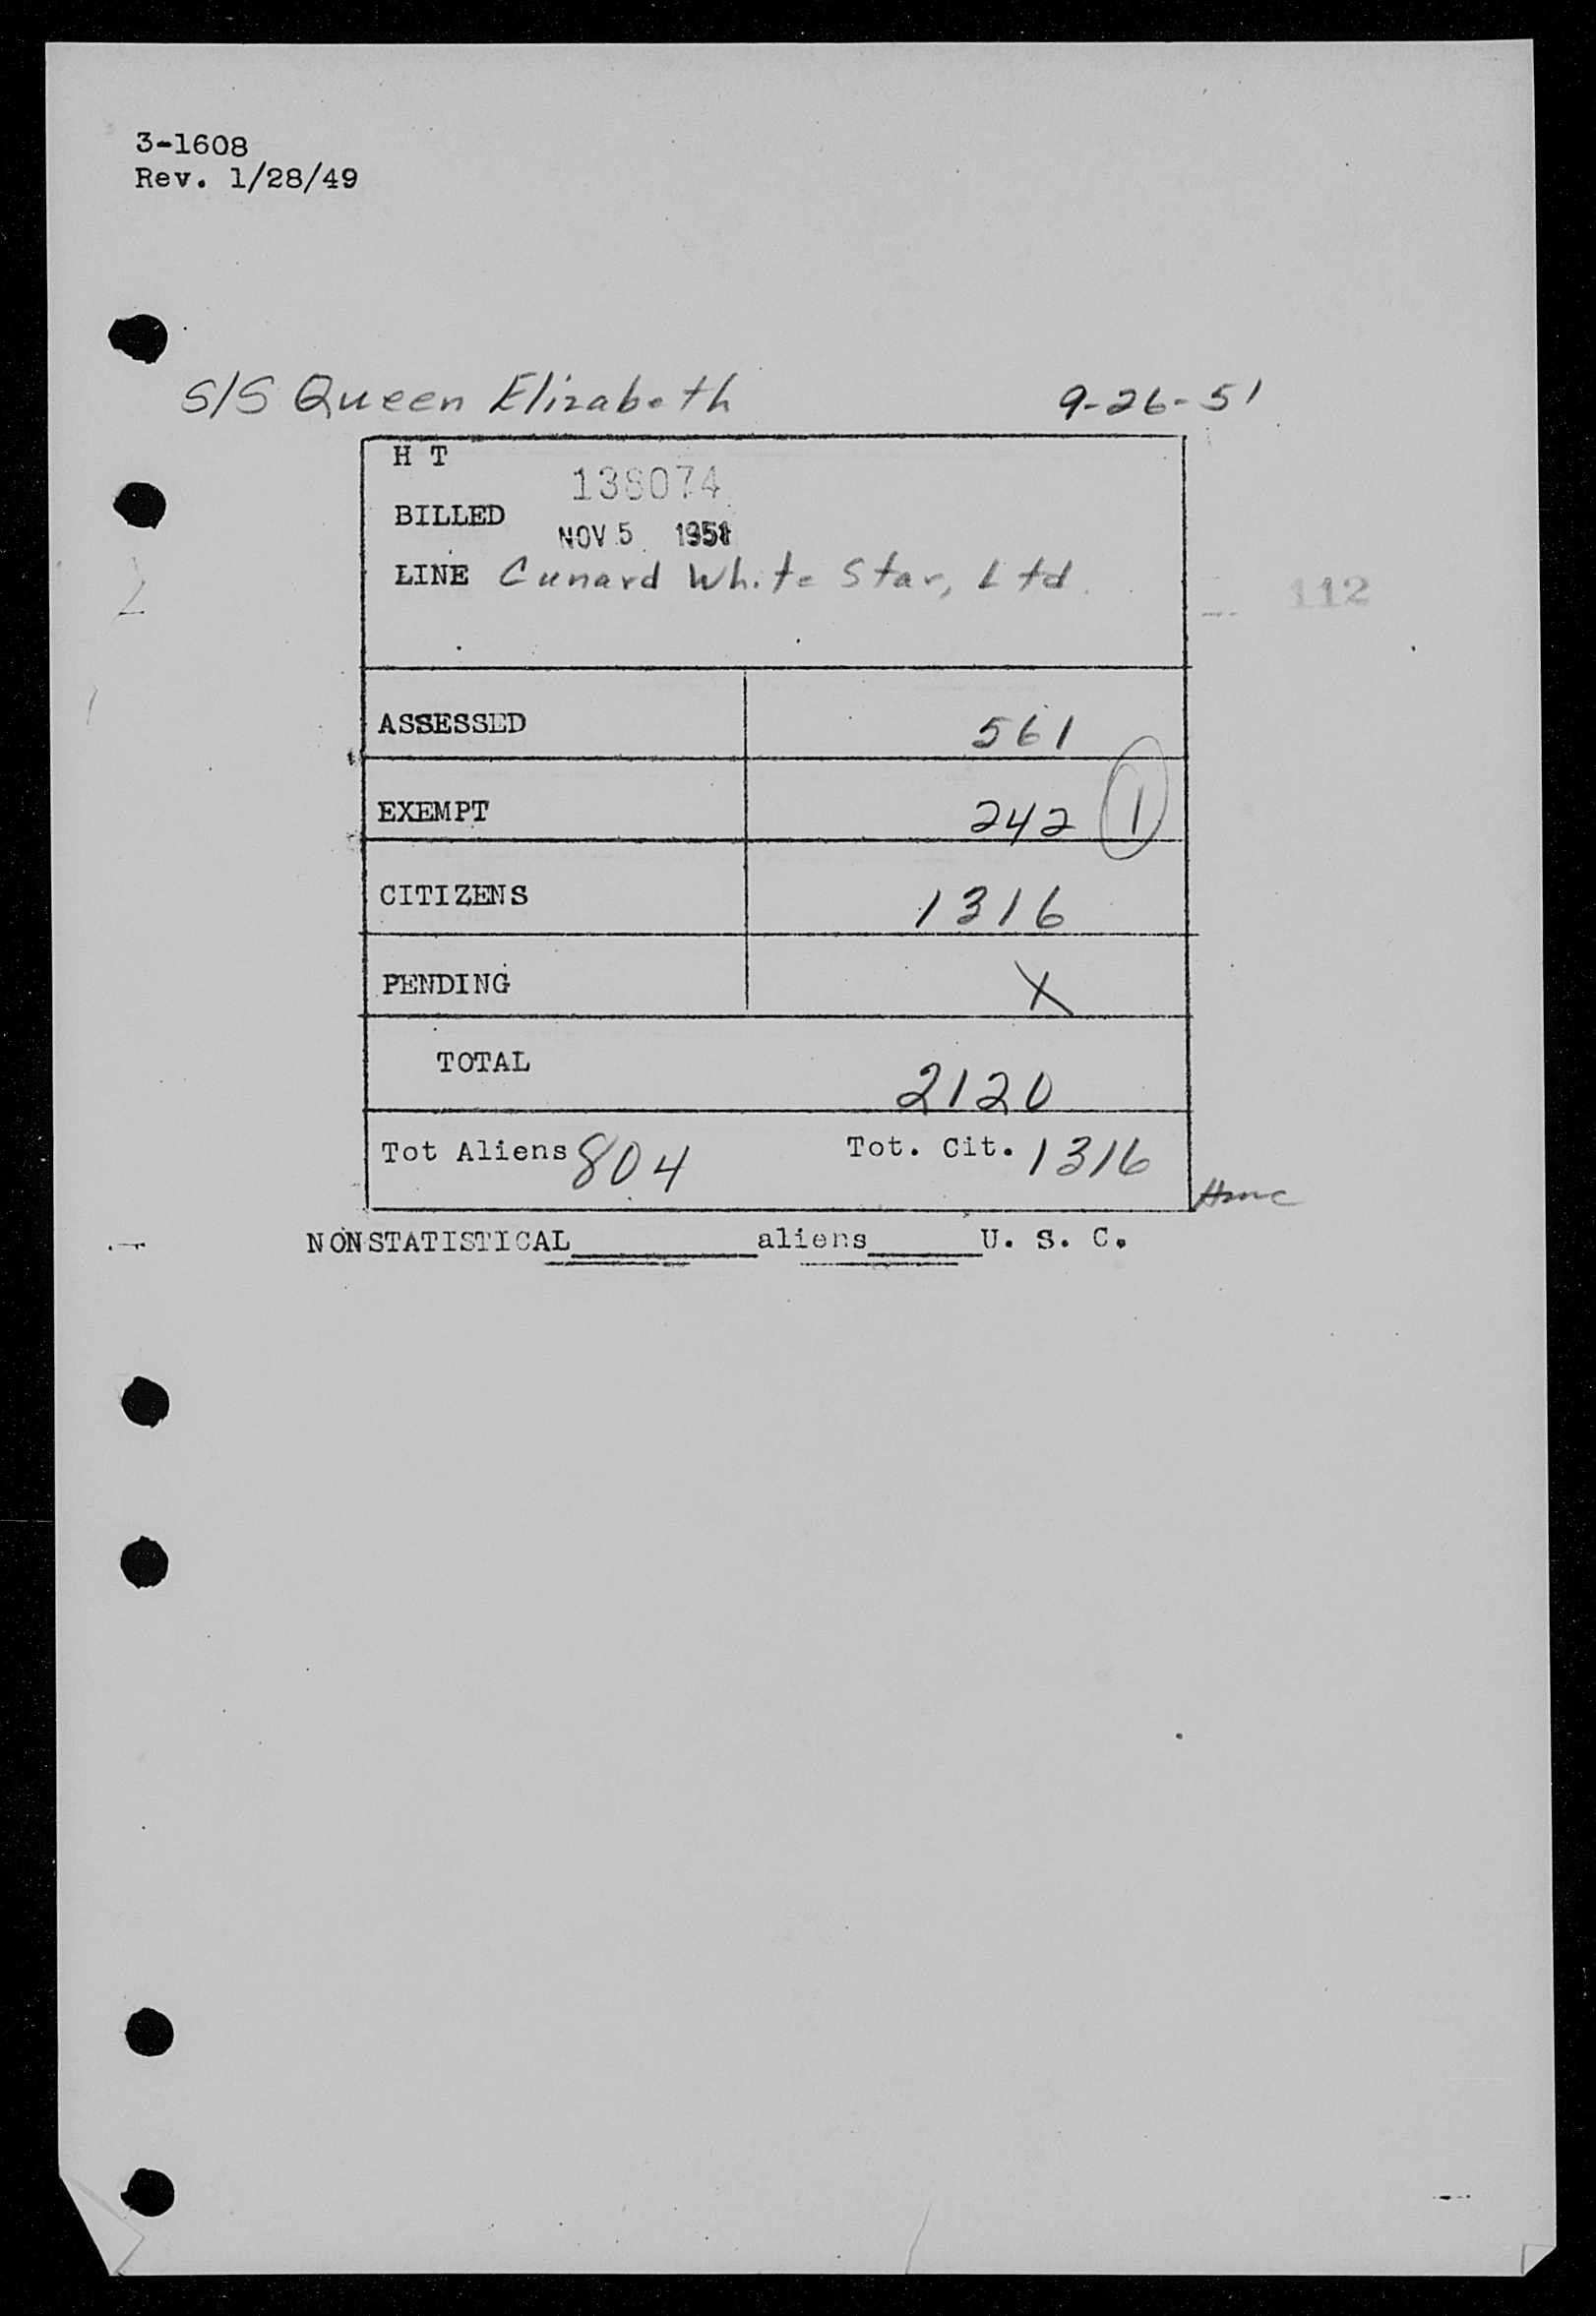 3-1608
Rev. 1/28/49
S/S Queen Elizabeth 9-26-51
H T
138074
BILLED NOV 5 1951
LINE Cunard White Star, Ltd.
112
ASSESSED 561
EXEMPT 242 1
CITIZENS 1316
PENDING X
TOTAL 2120
Tot Aliens 804 Tot. Cit. 1316
NONSTATISTICAL aliens U. S. C.